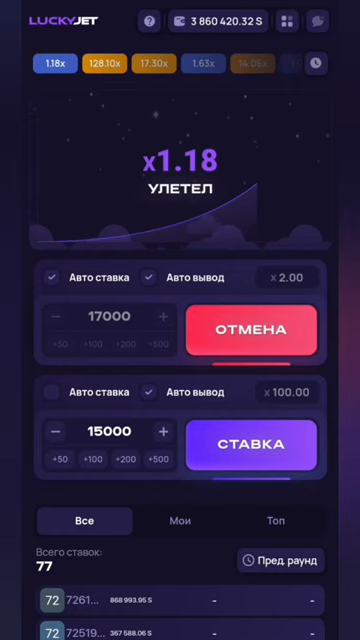 LUCKYJET
? 3 860 420.32 S
1.18x 128.10x 17.30x 1.63x 14.05x
x1.18
УЛЕТЕЛ
Авто ставка Авто вывод x 2.00
− 17000 +
+50 +100 +200 +500
ОТМЕНА
Авто ставка Авто вывод x 100.00
− 15000 +
+50 +100 +200 +500
СТАВКА
Все Мои Топ
Всего ставок:
77
Пред. раунд
72 7261... 868 993.95 S - -
72 72519... 367 588.06 S - -